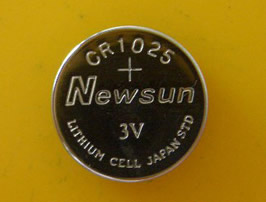 CR1025
+
Newsun
3V
LITHIUM CELL JAPAN STD